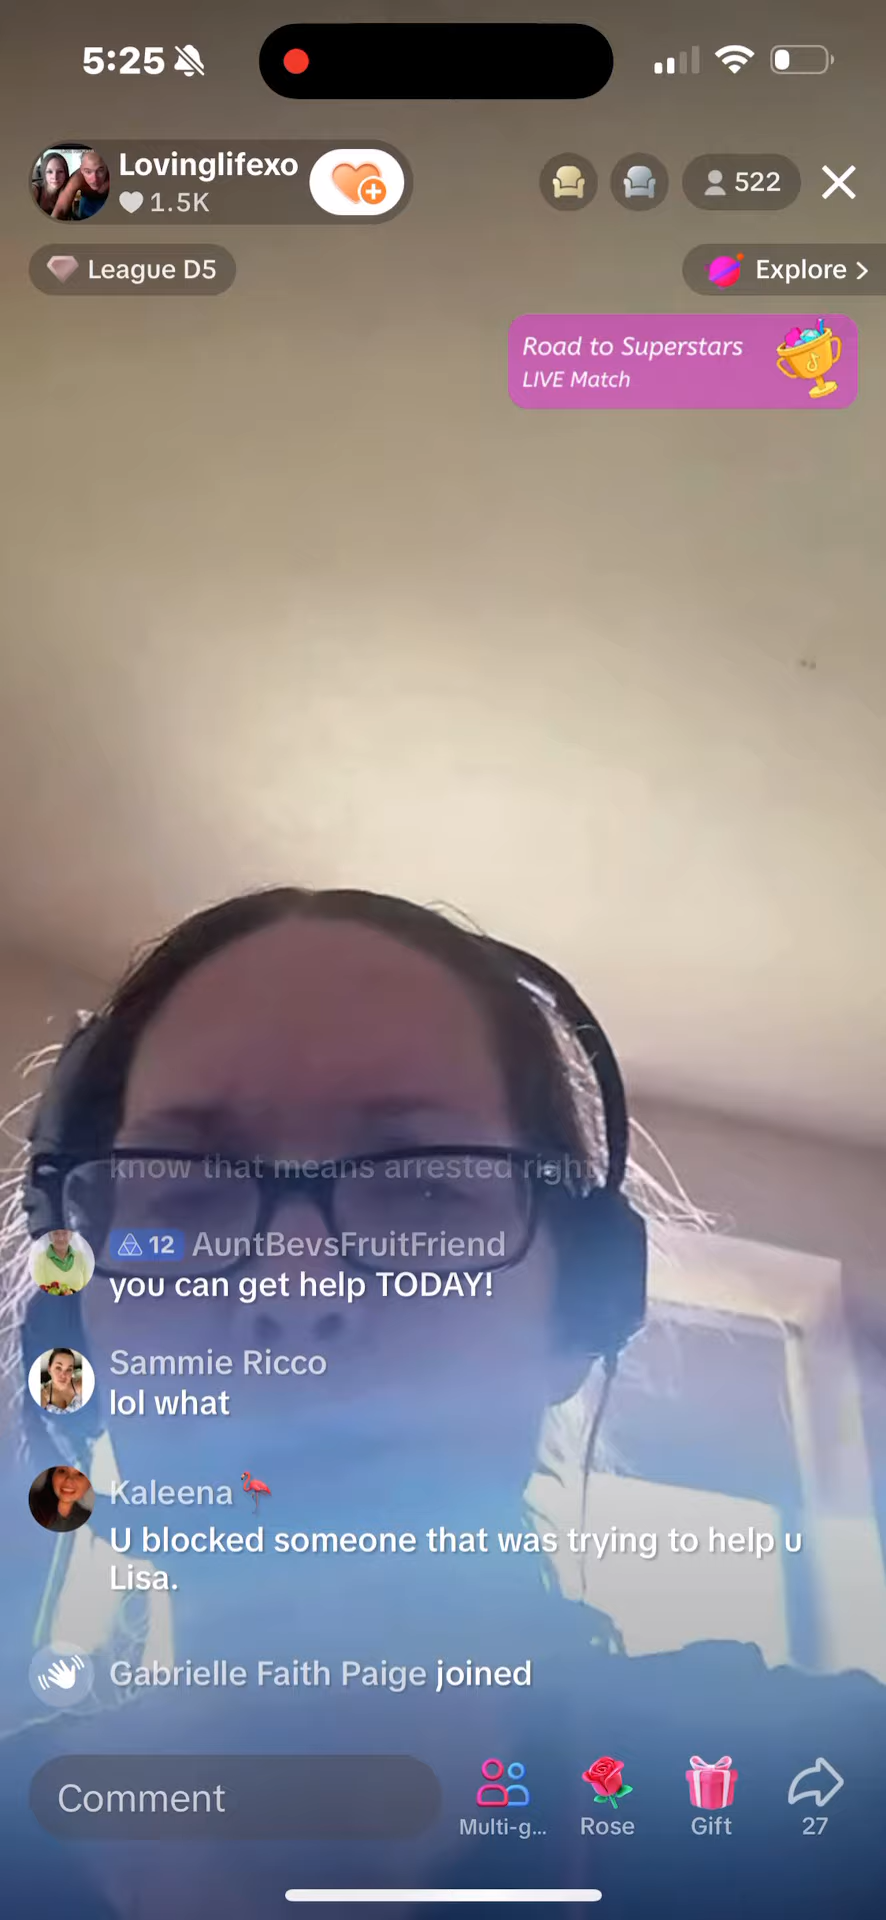 5:25
Lovinglifexo
1.5K
522
League D5
Explore >
Road to Superstars
LIVE Match
know that means arrested right
12 AuntBevsFruitFriend
you can get help TODAY!
Sammie Ricco
lol what
Kaleena🦩
U blocked someone that was trying to help u
Lisa.
Gabrielle Faith Paige joined
Comment
Multi-g...
Rose
Gift
27